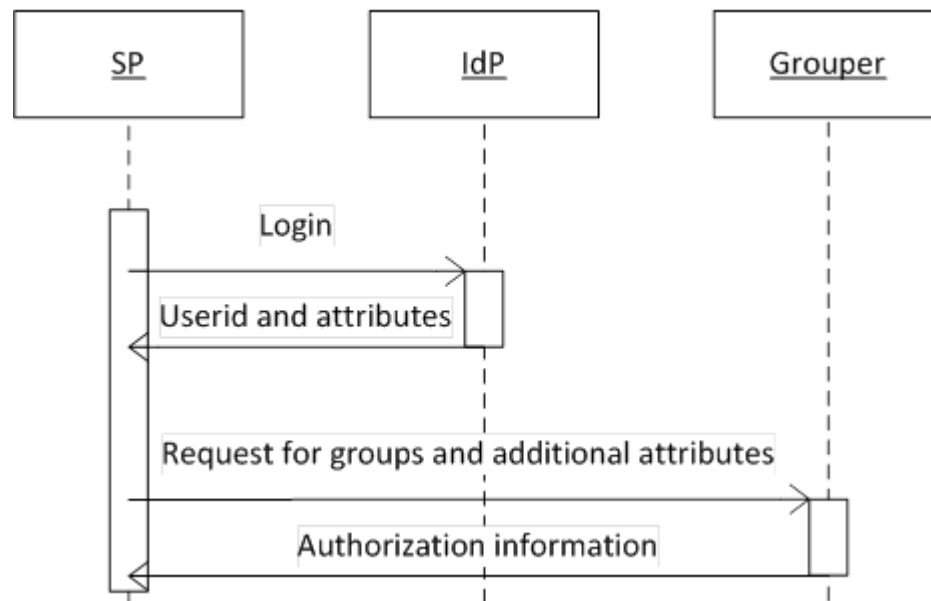 SP
IdP
Grouper
Login
Userid and attributes
Request for groups and additional attributes
Authorization information